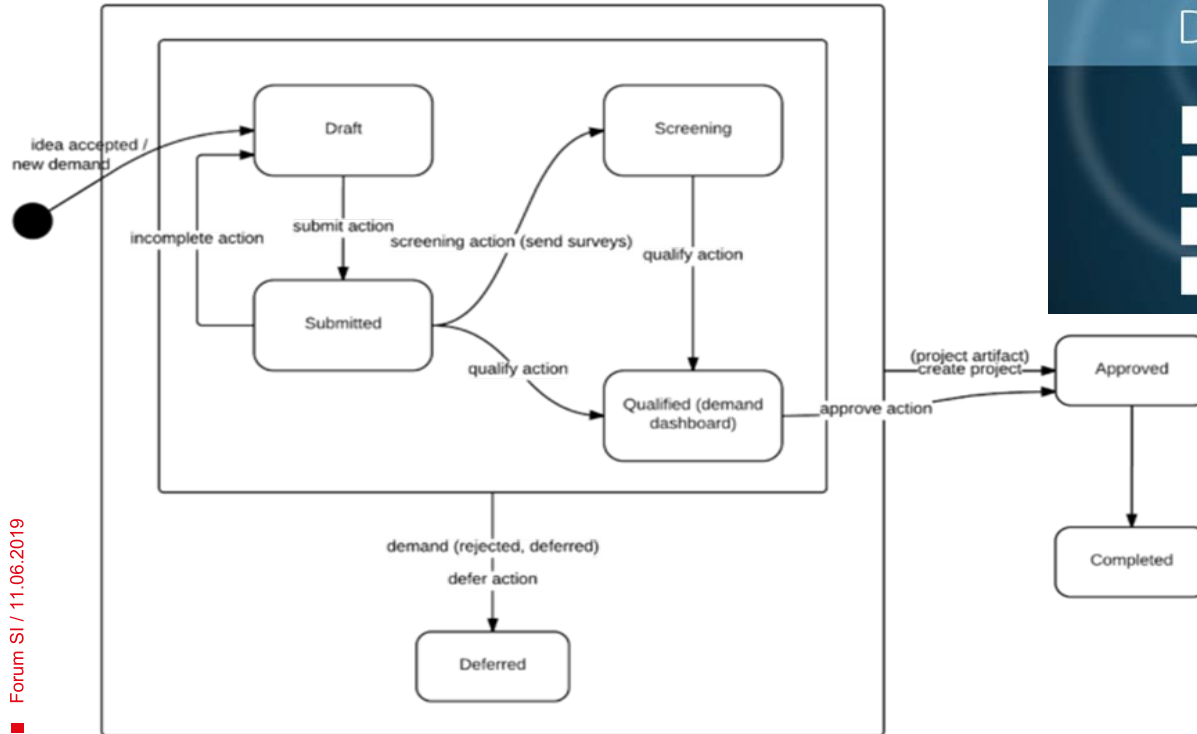 idea accepted /
new demand
Draft
Screening
incomplete action
submit action
screening action (send surveys)
qualify action
Submitted
qualify action
Qualified (demand
dashboard)
approve action
(project artifact)
create project
Approved
demand (rejected, deferred)
defer action
Completed
Deferred
Forum SI / 11.06.2019